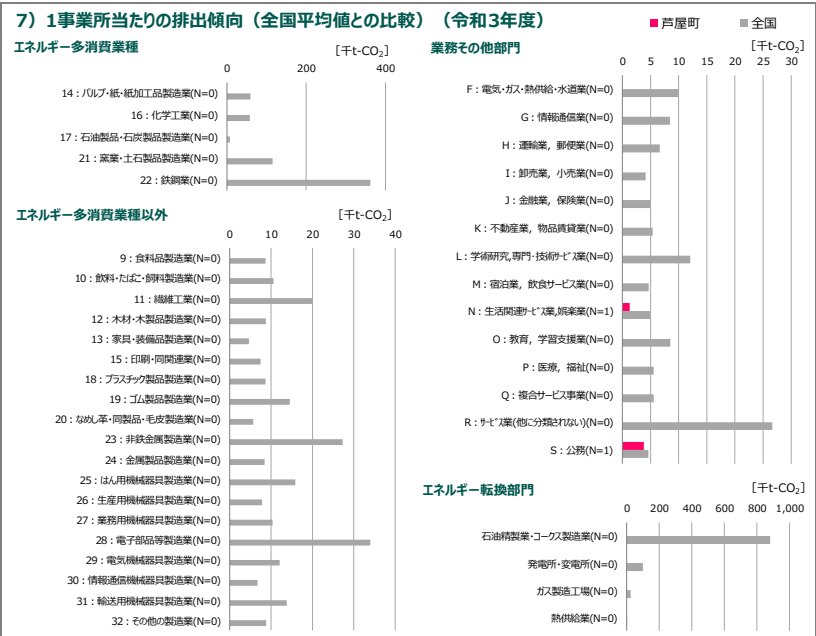 7）1事業所当たりの排出傾向（全国平均値との比較）（令和3年度）
芦屋町
全国
エネルギー多消費業種
[千t-CO₂]
0 200 400
14：パルプ・紙・紙加工品製造業(N=0)
16：化学工業(N=0)
17：石油製品・石炭製品製造業(N=0)
21：窯業・土石製品製造業(N=0)
22：鉄鋼業(N=0)
エネルギー多消費業種以外
[千t-CO₂]
0 10 20 30 40
9：食料品製造業(N=0)
10：飲料・たばこ・飼料製造業(N=0)
11：繊維工業(N=0)
12：木材・木製品製造業(N=0)
13：家具・装備品製造業(N=0)
15：印刷・同関連業(N=0)
18：プラスチック製品製造業(N=0)
19：ゴム製品製造業(N=0)
20：なめし革・同製品・毛皮製造業(N=0)
23：非鉄金属製造業(N=0)
24：金属製品製造業(N=0)
25：はん用機械器具製造業(N=0)
26：生産用機械器具製造業(N=0)
27：業務用機械器具製造業(N=0)
28：電子部品等製造業(N=0)
29：電気機械器具製造業(N=0)
30：情報通信機械器具製造業(N=0)
31：輸送用機械器具製造業(N=0)
32：その他の製造業(N=0)
業務その他部門
[千t-CO₂]
0 5 10 15 20 25 30
F：電気・ガス・熱供給・水道業(N=0)
G：情報通信業(N=0)
H：運輸業，郵便業(N=0)
I：卸売業，小売業(N=0)
J：金融業，保険業(N=0)
K：不動産業，物品賃貸業(N=0)
L：学術研究,専門・技術ｻｰﾋﾞｽ業(N=0)
M：宿泊業，飲食サービス業(N=0)
N：生活関連ｻｰﾋﾞｽ業,娯楽業(N=1)
O：教育，学習支援業(N=0)
P：医療，福祉(N=0)
Q：複合サービス事業(N=0)
R：ｻｰﾋﾞｽ業(他に分類されない)(N=0)
S：公務(N=1)
エネルギー転換部門
[千t-CO₂]
0 200 400 600 800 1,000
石油精製業・コークス製造業(N=0)
発電所・変電所(N=0)
ガス製造工場(N=0)
熱供給業(N=0)